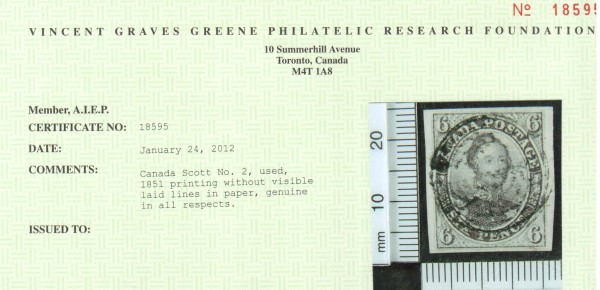 Nº 18595
VINCENT GRAVES GREENE PHILATELIC RESEARCH FOUNDATION
10 Summerhill Avenue
Toronto, Canada
M4T 1A8
Member, A.I.E.P.
CERTIFICATE NO: 18595
DATE: January 24, 2012
COMMENTS: Canada Scott No. 2, used,
1851 printing without visible
laid lines in paper, genuine
in all respects.
ISSUED TO:
20
10
mm
6 CANADA POSTAGE 6
6 SIX PENCE 6